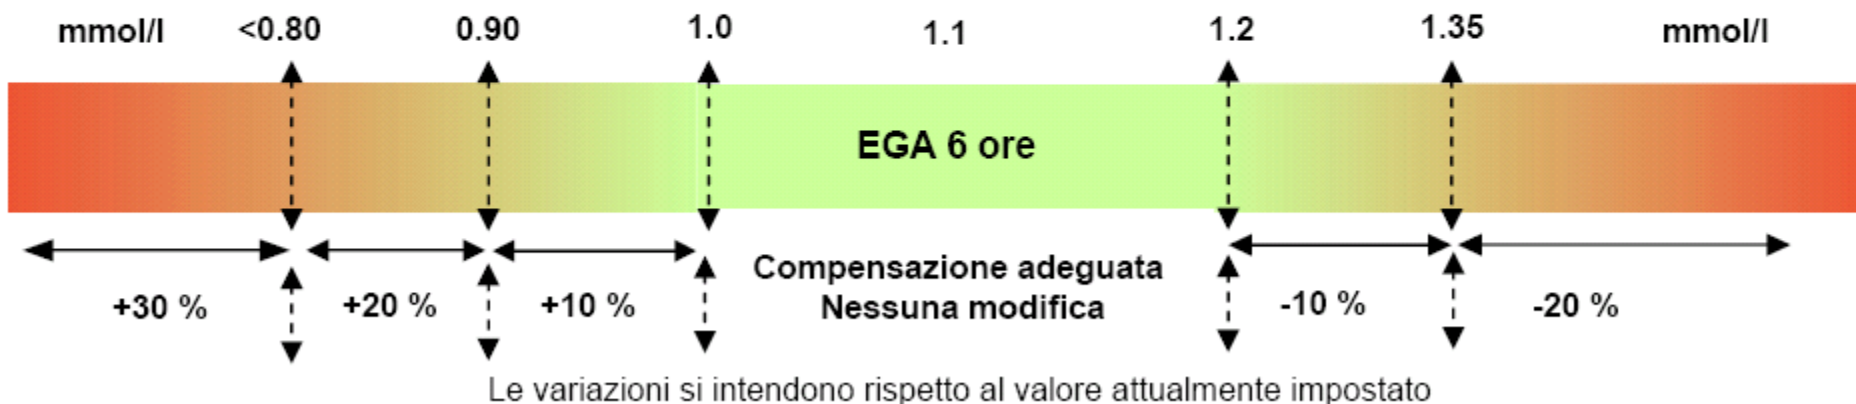 mmol/l <0.80 0.90 1.0 1.1 1.2 1.35 mmol/l
EGA 6 ore
Compensazione adeguata
Nessuna modifica
+30 % +20 % +10 % -10 % -20 %
Le variazioni si intendono rispetto al valore attualmente impostato